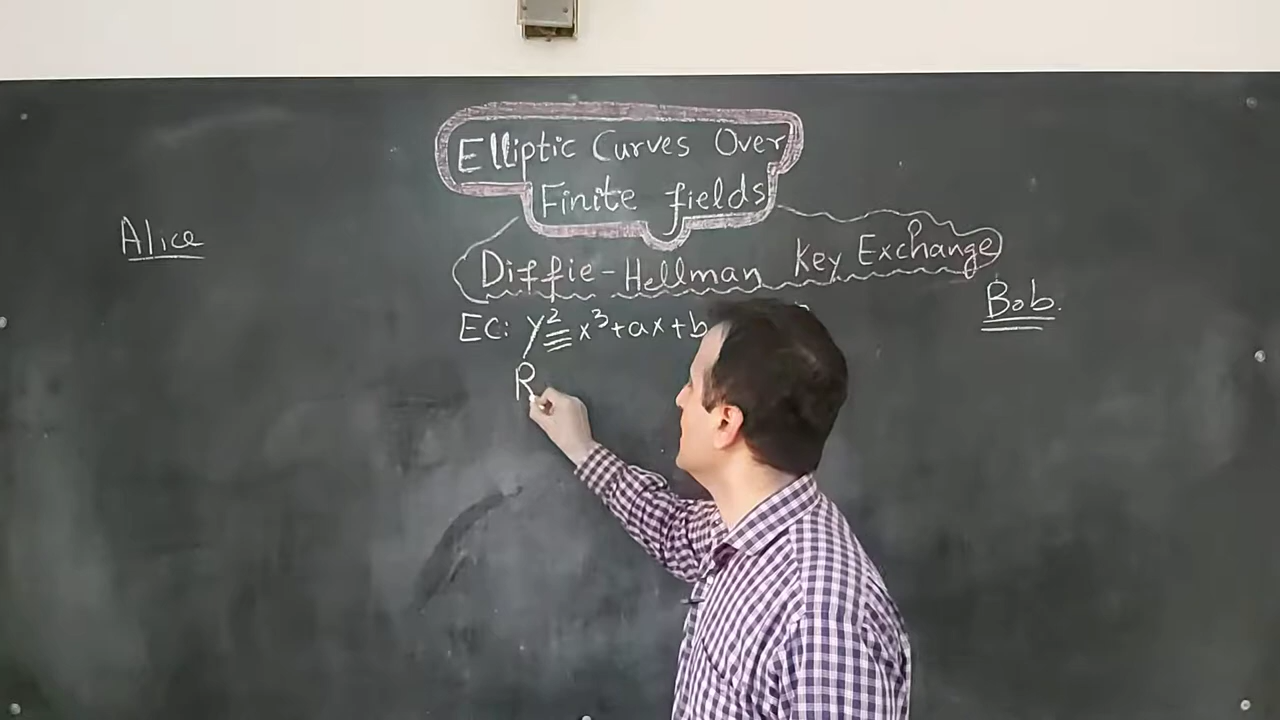 Elliptic Curves Over
Finite fields
Alice
Diffie-Hellman Key Exchange
Bob.
EC: y² ≡ x³+ax+b
R